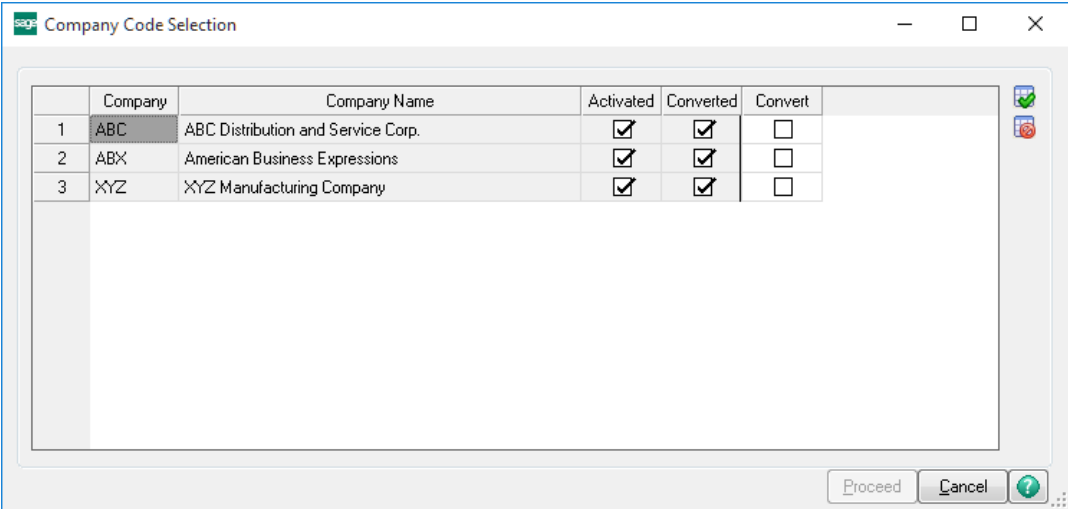 sage Company Code Selection
Company Company Name Activated Converted Convert
1 ABC ABC Distribution and Service Corp.
2 ABX American Business Expressions
3 XYZ XYZ Manufacturing Company
Proceed Cancel ?